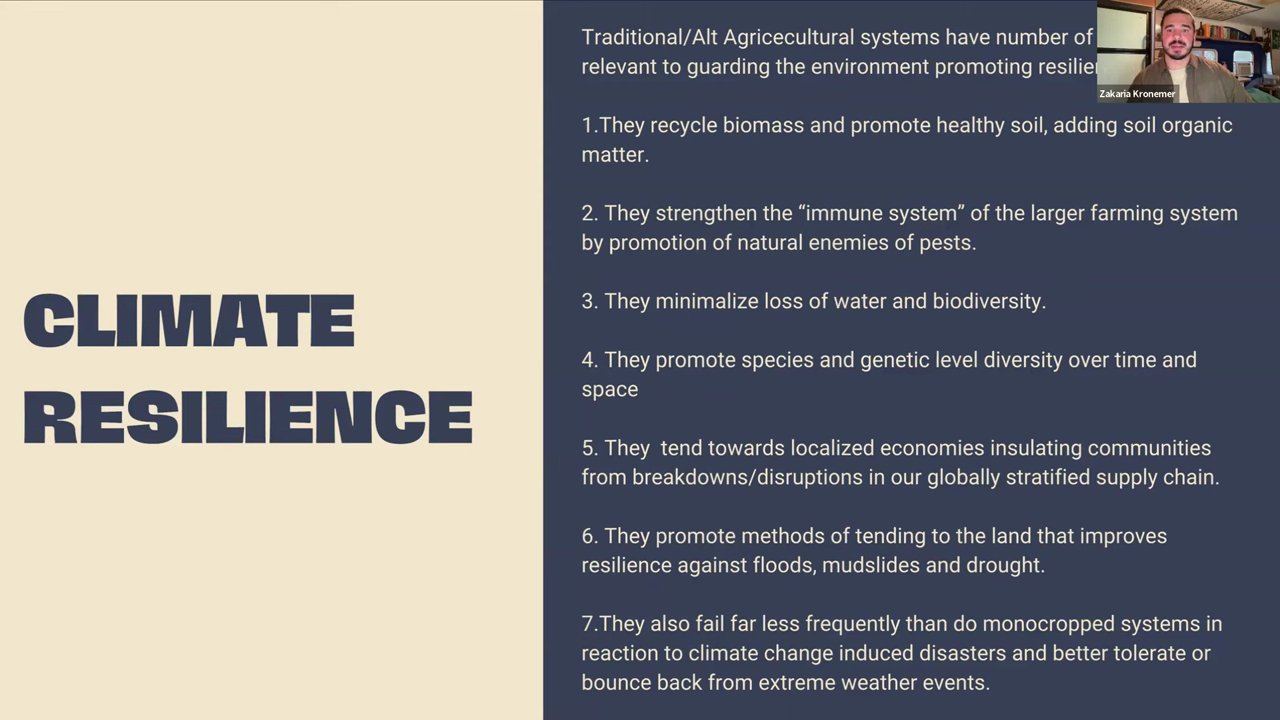 CLIMATE
RESILIENCE
Traditional/Alt Agricecultural systems have number of
relevant to guarding the environment promoting
1.They recycle biomass and promote healthy soil, adding soil organic
matter.
2. They strengthen the “immune system” of the larger farming system
by promotion of natural enemies of pests.
3. They minimalize loss of water and biodiversity.
4. They promote species and genetic level diversity over time and
space
5. They  tend towards localized economies insulating communities
from breakdowns/disruptions in our globally stratified supply chain.
6. They promote methods of tending to the land that improves
resilience against floods, mudslides and drought.
7.They also fail far less frequently than do monocropped systems in
reaction to climate change induced disasters and better tolerate or
bounce back from extreme weather events.
Zakaria Kronemer